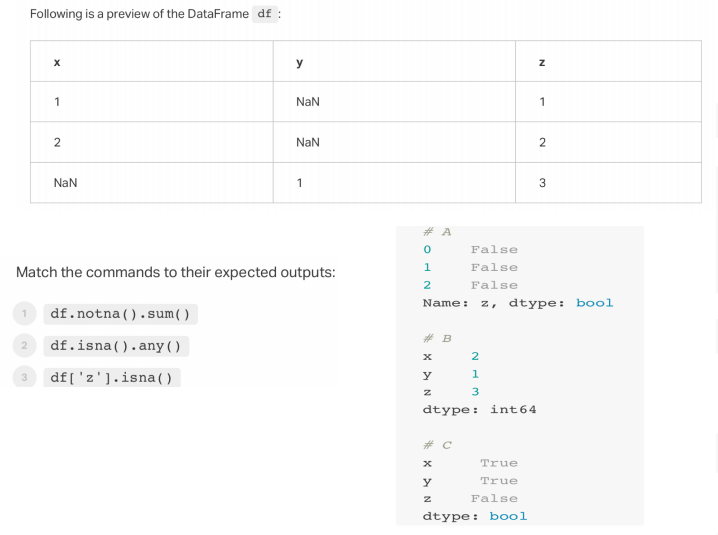 Following is a preview of the DataFrame df :
x y z
1 NaN 1
2 NaN 2
NaN 1 3
Match the commands to their expected outputs:
1 df.notna().sum()
2 df.isna().any()
3 df['z'].isna()
# A
0 False
1 False
2 False
Name: z, dtype: bool
# B
x 2
y 1
z 3
dtype: int64
# C
x True
y True
z False
dtype: bool